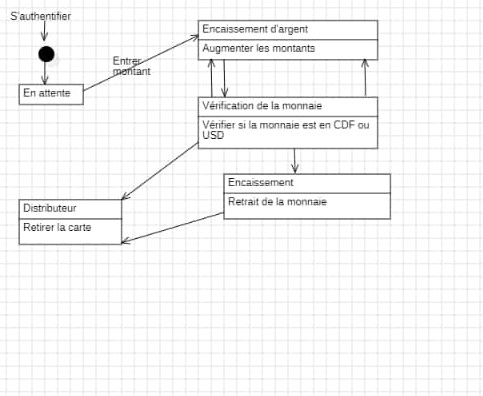 S'authentifier
Encaissement d'argent
Augmenter les montants
Entrer
montant
En attente
Vérification de la monnaie
Vérifier si la monnaie est en CDF ou
USD
Encaissement
Retrait de la monnaie
Distributeur
Retirer la carte